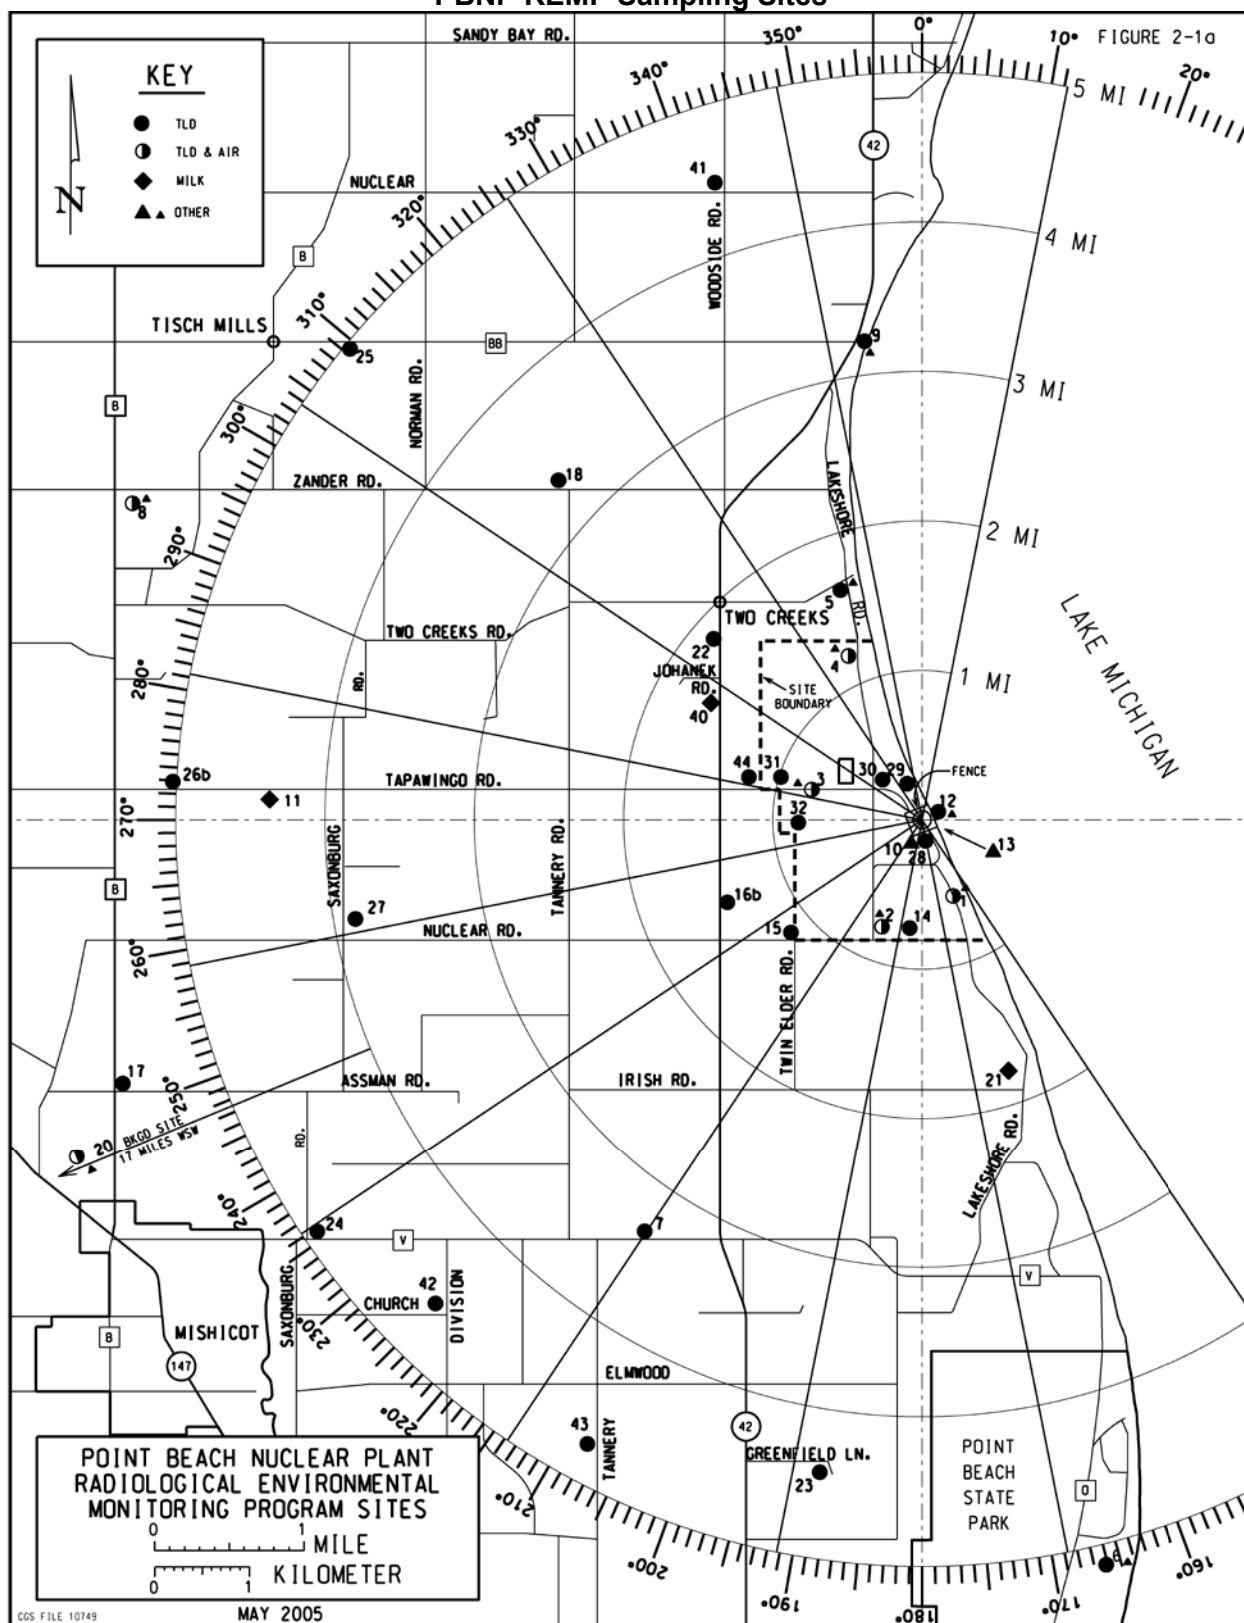 PBNP REMP Sampling Sites
FIGURE 2-1a
KEY
TLD
TLD & AIR
MILK
OTHER
N
SANDY BAY RD.
350°
0°
10°
20°
340°
330°
320°
310°
300°
290°
280°
270°
260°
250°
240°
230°
220°
210°
200°
190°
180°
170°
160°
5 MI
4 MI
3 MI
2 MI
1 MI
42
41
NUCLEAR
WOODSIDE RD.
B
TISCH MILLS
25
BB
9
NORMAN RD.
B
ZANDER RD.
18
LAKESHORE
RD.
8
5
TWO CREEKS
TWO CREEKS RD.
22
4
JOHANEK
RD.
SITE
BOUNDARY
40
RD.
LAKE MICHIGAN
26b
11
TAPAWINGO RD.
44
31
3
30
29
FENCE
12
32
13
10
28
SAXONBURG
TANNERY RD.
B
27
16b
1
NUCLEAR RD.
15
2
14
TWIN ELDER RD.
17
ASSMAN RD.
IRISH RD.
21
20
BKGD SITE
17 MILES WSW
RD.
LAKESHORE RD.
24
V
7
V
42
CHURCH
DIVISION
SAXONBURG
MISHICOT
B
147
ELMWOOD
43
TANNERY
42
GREENFIELD LN.
23
POINT
BEACH
STATE
PARK
O
6
POINT BEACH NUCLEAR PLANT
RADIOLOGICAL ENVIRONMENTAL
MONITORING PROGRAM SITES
0 1
MILE
KILOMETER
0 1
CGS FILE 10749
MAY 2005